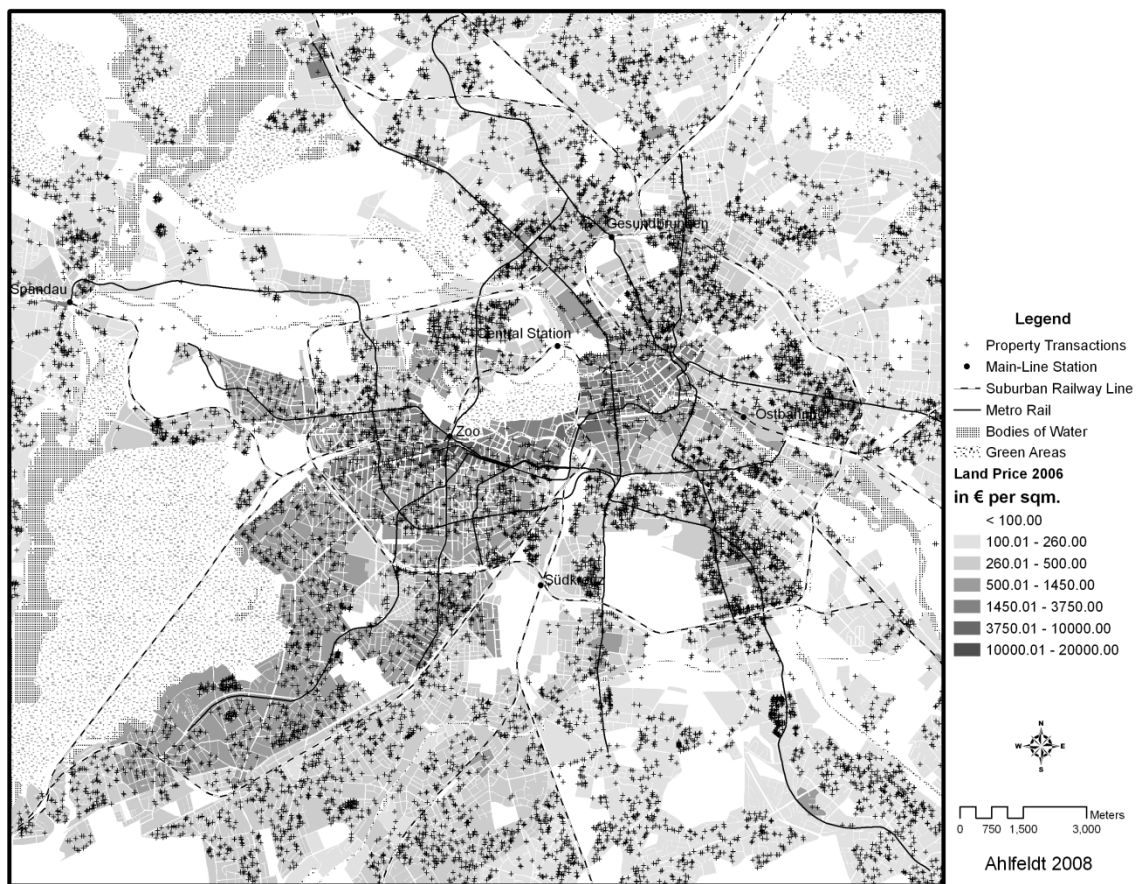 Gesundbrunnen
Spandau
Central Station
Ostbahnhof
Zoo
Südkreuz
Legend
Property Transactions
Main-Line Station
Suburban Railway Line
Metro Rail
Bodies of Water
Green Areas
Land Price 2006
in € per sqm.
< 100.00
100.01 - 260.00
260.01 - 500.00
500.01 - 1450.00
1450.01 - 3750.00
3750.01 - 10000.00
10000.01 - 20000.00
N
W E
S
Meters
0 750 1,500 3,000
Ahlfeldt 2008